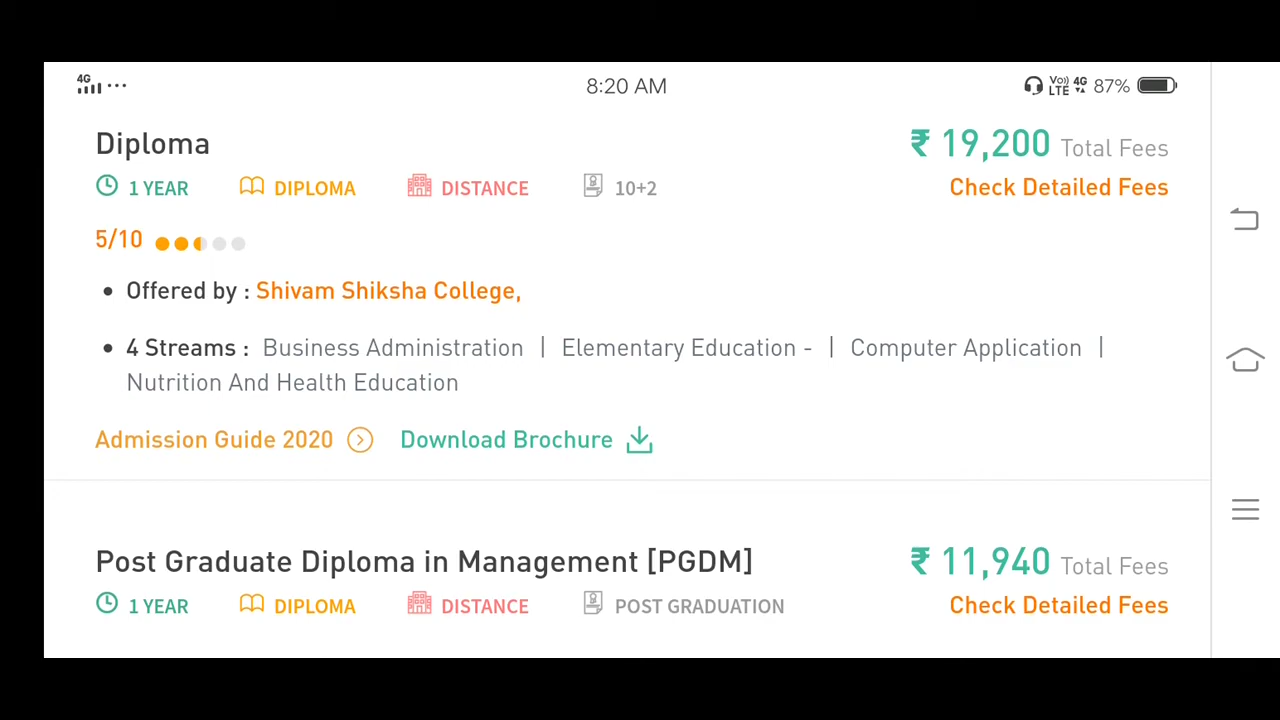 4G 8:20 AM Vo)) LTE 4G 87%
Diploma ₹ 19,200 Total Fees
1 YEAR DIPLOMA DISTANCE 10+2 Check Detailed Fees
5/10
• Offered by : Shivam Shiksha College,
• 4 Streams : Business Administration | Elementary Education - | Computer Application |
Nutrition And Health Education
Admission Guide 2020 Download Brochure
Post Graduate Diploma in Management [PGDM] ₹ 11,940 Total Fees
1 YEAR DIPLOMA DISTANCE POST GRADUATION Check Detailed Fees